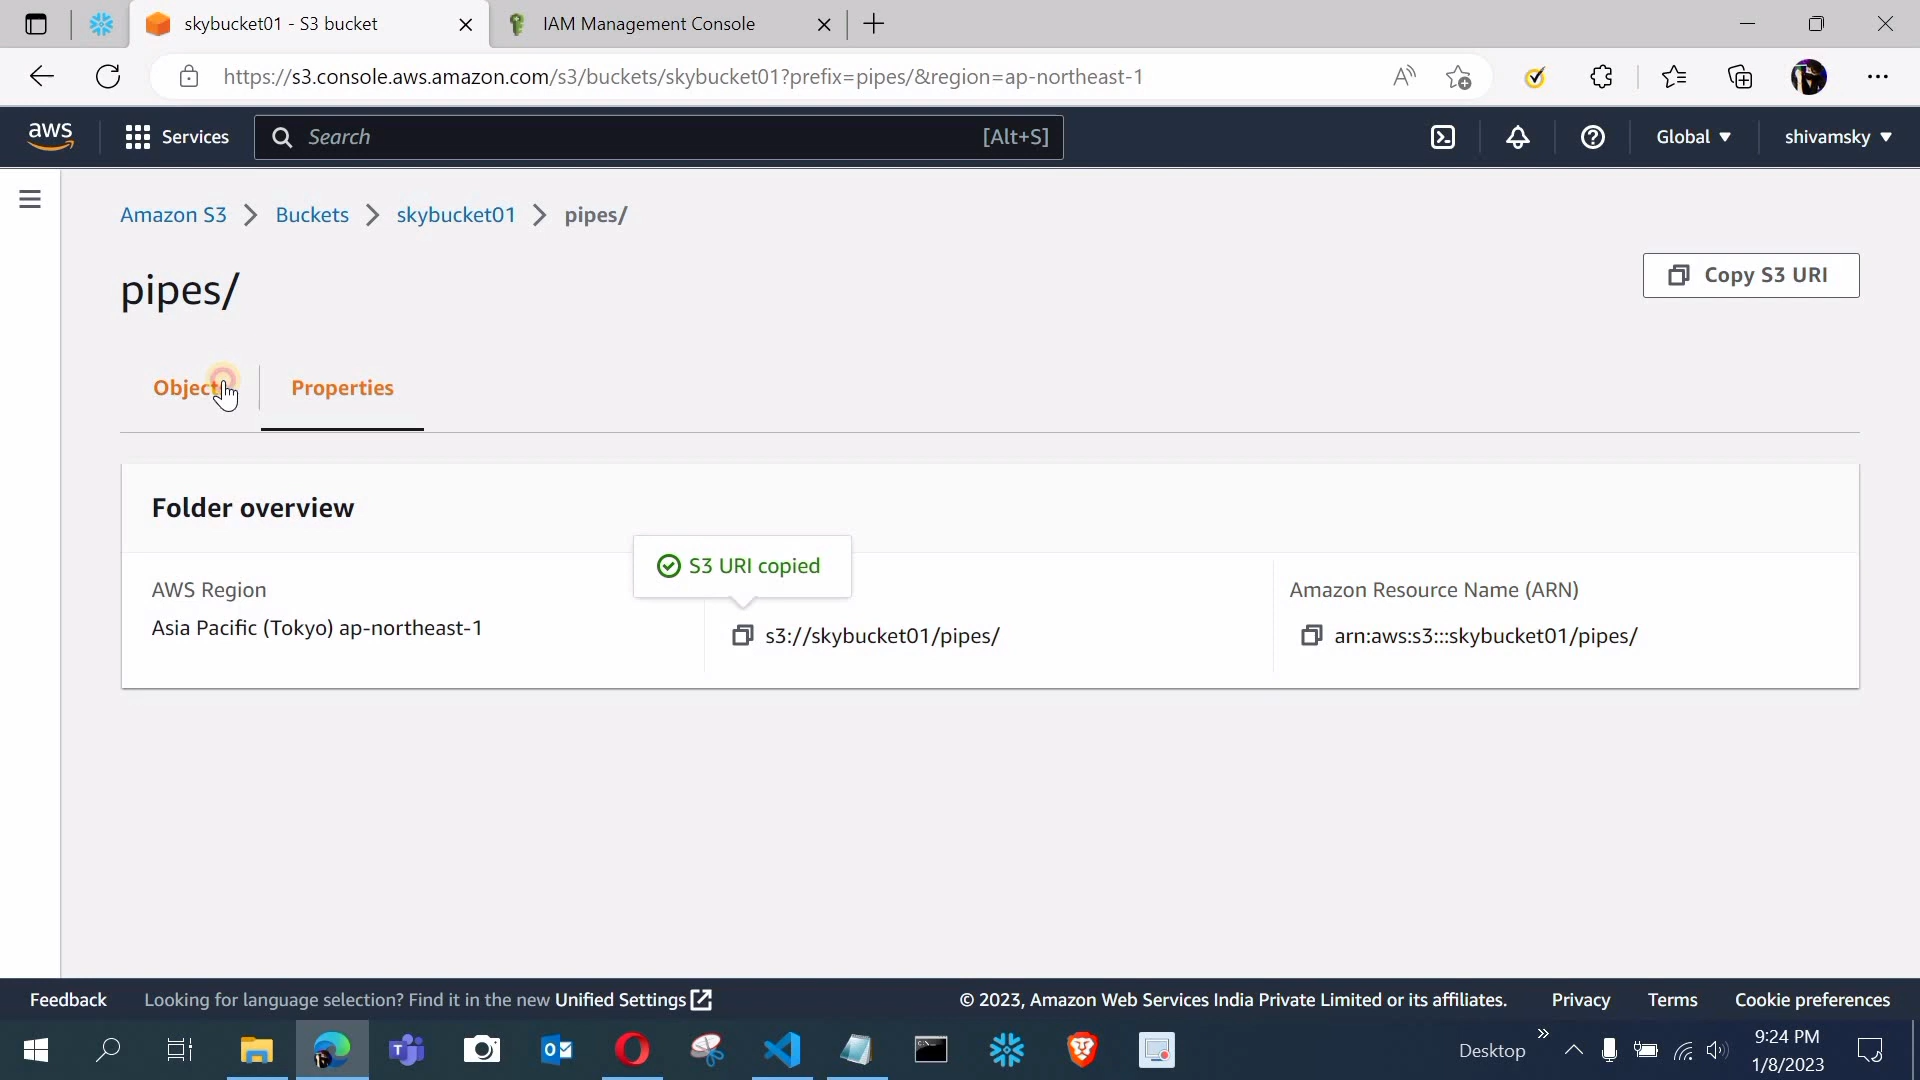 skybucket01 - S3 bucket
IAM Management Console
https://s3.console.aws.amazon.com/s3/buckets/skybucket01?prefix=pipes/&region=ap-northeast-1
aws
Services
Search
[Alt+S]
Global
shivamsky
Amazon S3
Buckets
skybucket01
pipes/
pipes/
Copy S3 URI
Properties
Folder overview
S3 URI copied
AWS Region
Asia Pacific (Tokyo) ap-northeast-1
s3://skybucket01/pipes/
Amazon Resource Name (ARN)
arn:aws:s3:::skybucket01/pipes/
Feedback
Looking for language selection? Find it in the new Unified Settings
© 2023, Amazon Web Services India Private Limited or its affiliates.
Privacy
Terms
Cookie preferences
Desktop
9:24 PM
1/8/2023